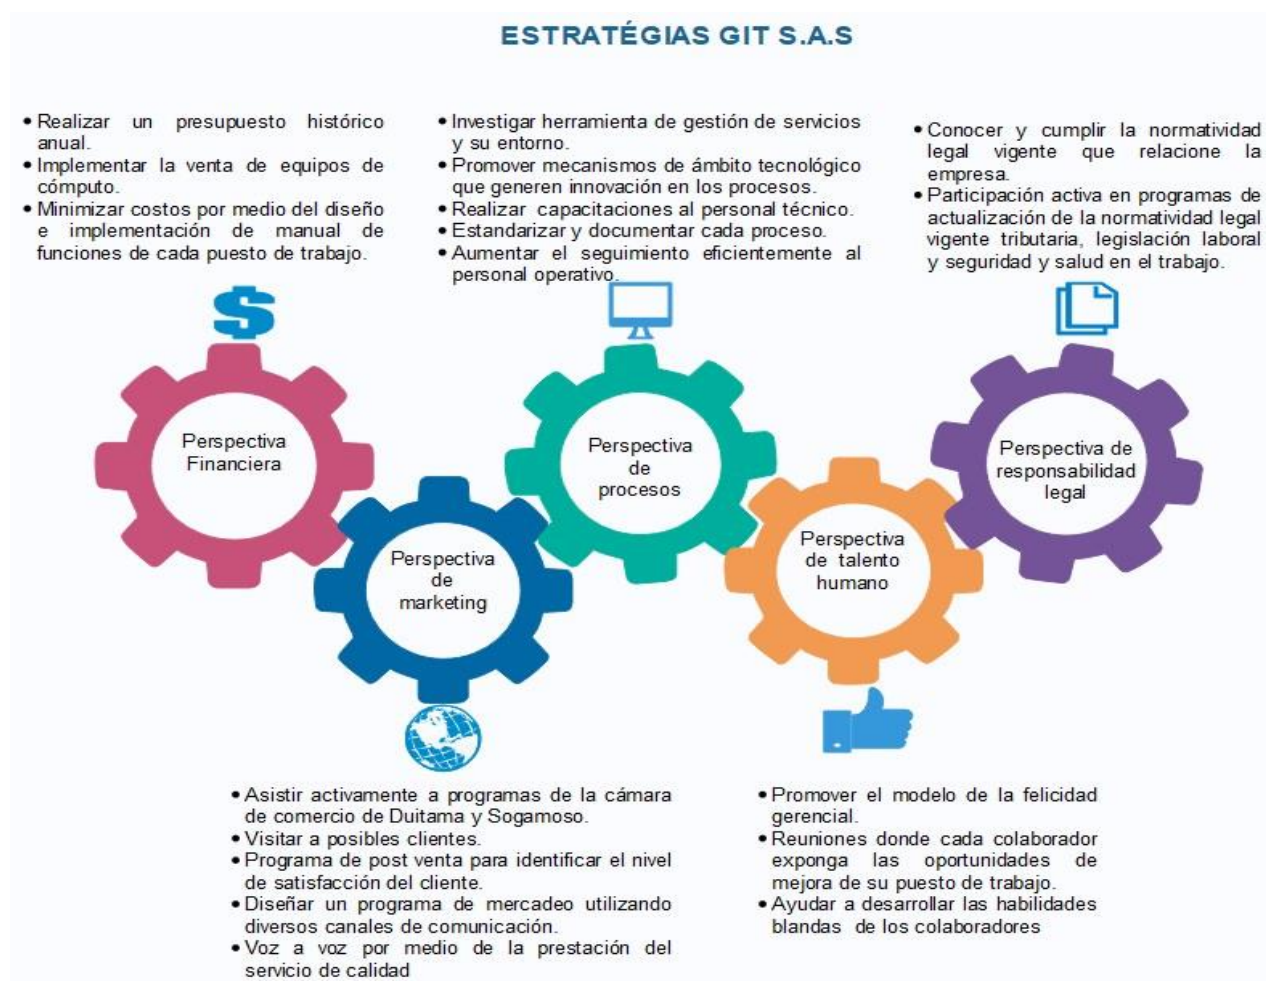 ESTRATÉGIAS GIT S.A.S
• Realizar un presupuesto histórico
anual.
• Implementar la venta de equipos de
cómputo.
• Minimizar costos por medio del diseño
e implementación de manual de
funciones de cada puesto de trabajo.
• Investigar herramienta de gestión de servicios
y su entorno.
• Promover mecanismos de ámbito tecnológico
que generen innovación en los procesos.
• Realizar capacitaciones al personal técnico.
• Estandarizar y documentar cada proceso.
• Aumentar el seguimiento eficientemente al
personal operativo.
• Conocer y cumplir la normatividad
legal vigente que relacione la
empresa.
• Participación activa en programas de
actualización de la normatividad legal
vigente tributaria, legislación laboral
y seguridad y salud en el trabajo.
Perspectiva
Financiera
Perspectiva
de
marketing
Perspectiva
de
procesos
Perspectiva
de talento
humano
Perspectiva de
responsabilidad
legal
• Asistir activamente a programas de la cámara
de comercio de Duitama y Sogamoso.
• Visitar a posibles clientes.
• Programa de post venta para identificar el nivel
de satisfacción del cliente.
• Diseñar un programa de mercadeo utilizando
diversos canales de comunicación.
• Voz a voz por medio de la prestación del
servicio de calidad
• Promover el modelo de la felicidad
gerencial.
• Reuniones donde cada colaborador
exponga las oportunidades de
mejora de su puesto de trabajo.
• Ayudar a desarrollar las habilidades
blandas de los colaboradores